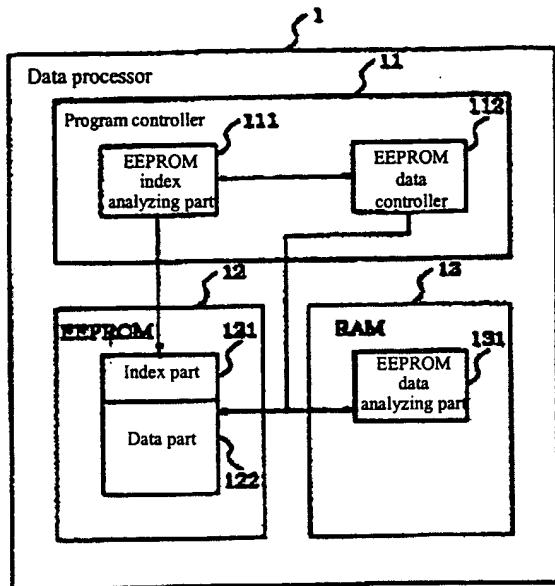 1
Data processor
11
Program controller
111
112
EEPROM
index
analyzing part
EEPROM
data
controller
12
13
EEPROM
121
RAM
131
Index part
EEPROM
data
analyzing part
Data part
122